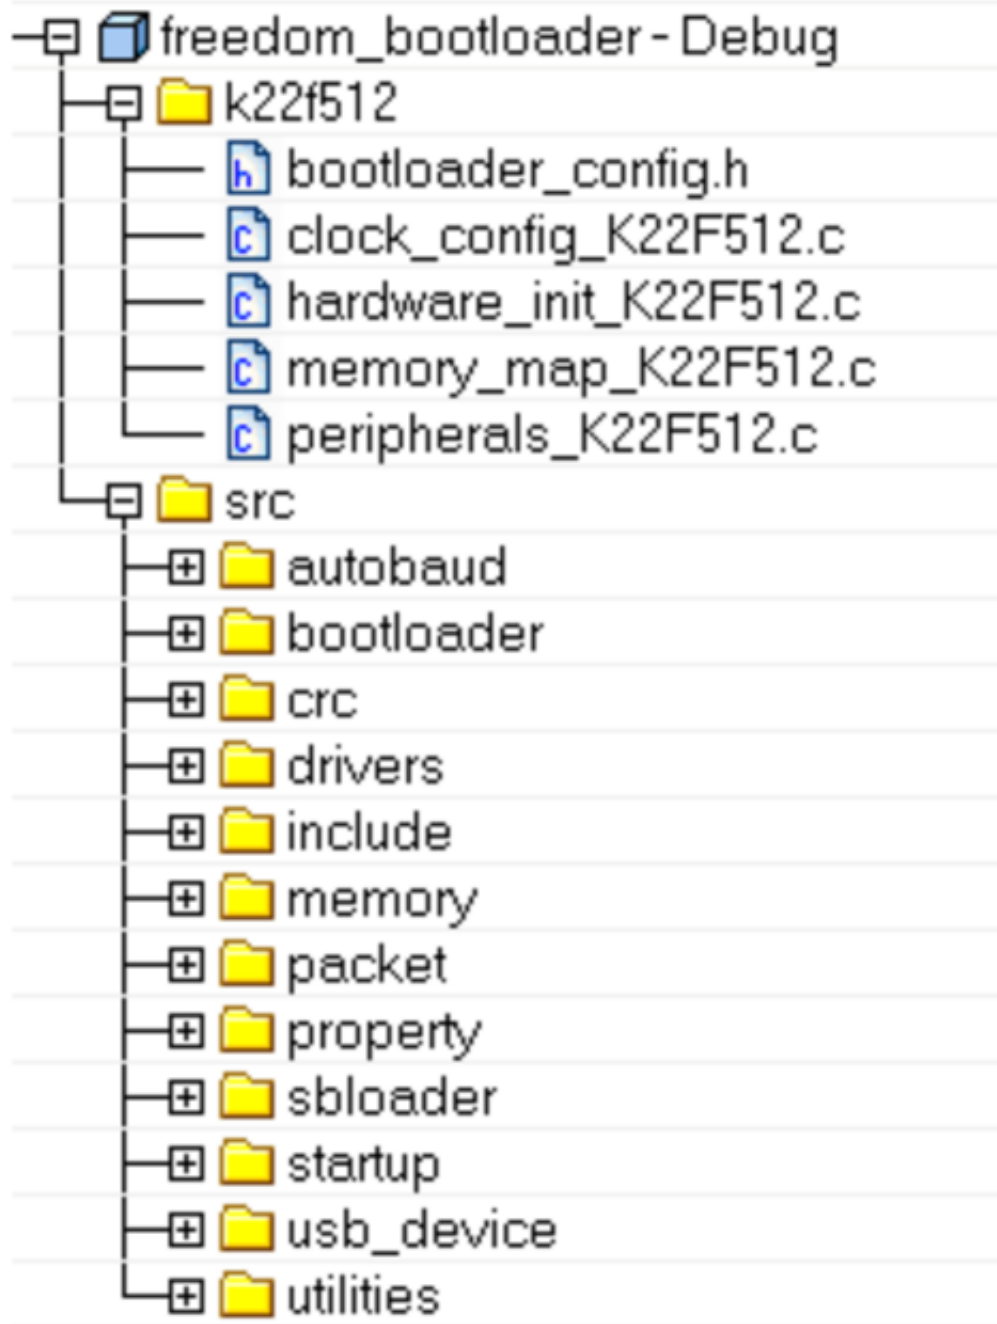 freedom_bootloader - Debug
k22f512
bootloader_config.h
clock_config_K22F512.c
hardware_init_K22F512.c
memory_map_K22F512.c
peripherals_K22F512.c
src
autobaud
bootloader
crc
drivers
include
memory
packet
property
sbloader
startup
usb_device
utilities